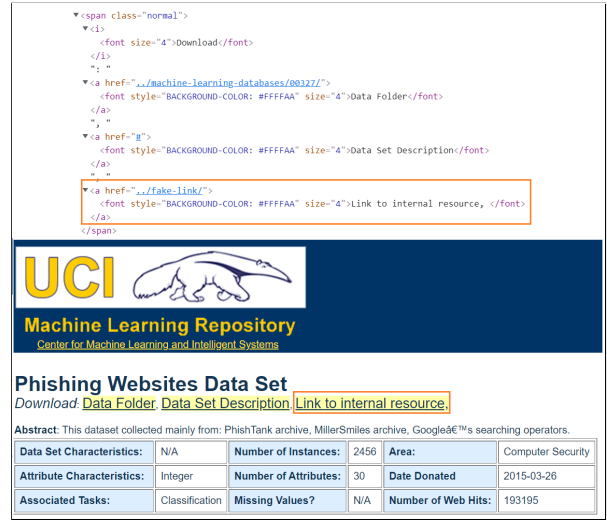 ▼<span class="normal">
▼<i>
<font size="4">Download</font>
</i>
": "
▼<a href="../machine-learning-databases/00327/">
<font style="BACKGROUND-COLOR: #FFFFAA" size="4">Data Folder</font>
</a>
", "
▼<a href="#">
<font style="BACKGROUND-COLOR: #FFFFAA" size="4">Data Set Description</font>
</a>
", "
▼<a href="../fake-link/">
<font style="BACKGROUND-COLOR: #FFFFAA" size="4">Link to internal resource, </font>
</a>
</span>
UCI
Machine Learning Repository
Center for Machine Learning and Intelligent Systems
Phishing Websites Data Set
Download: Data Folder, Data Set Description, Link to internal resource,
Abstract: This dataset collected mainly from: PhishTank archive, MillerSmiles archive, Googleâ€™s searching operators.
Data Set Characteristics: N/A Number of Instances: 2456 Area: Computer Security
Attribute Characteristics: Integer Number of Attributes: 30 Date Donated 2015-03-26
Associated Tasks: Classification Missing Values? N/A Number of Web Hits: 193195